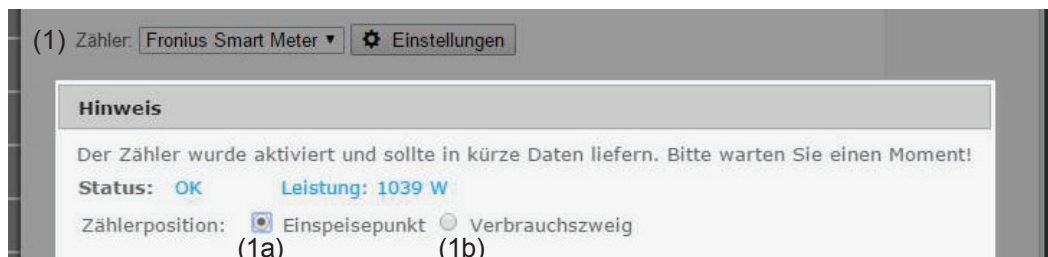 (1) Zähler: Fronius Smart Meter Einstellungen
Hinweis
Der Zähler wurde aktiviert und sollte in kürze Daten liefern. Bitte warten Sie einen Moment!
Status: OK Leistung: 1039 W
Zählerposition: Einspeisepunkt Verbrauchszweig
(1a) (1b)